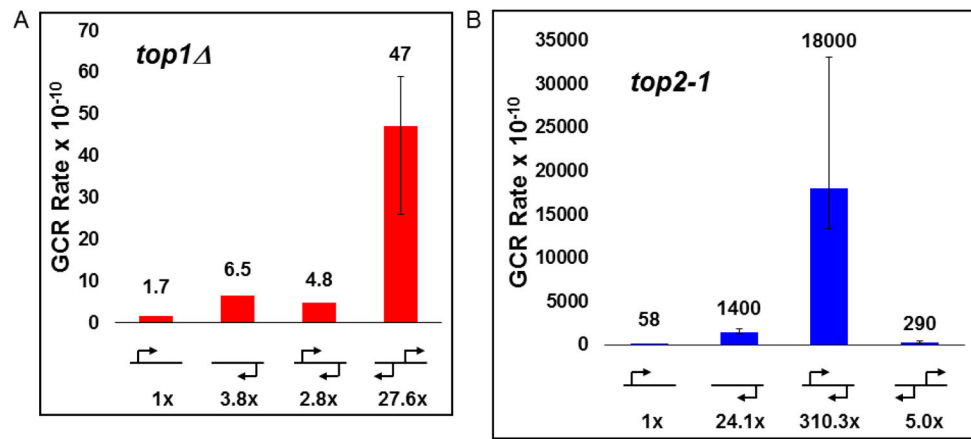 A
70
60
50
40
30
20
10
0
GCR Rate x 10-10
top1Δ
1.7
6.5
4.8
47
1x
3.8x
2.8x
27.6x
B
35000
30000
25000
20000
15000
10000
5000
0
GCR Rate x 10-10
top2-1
58
1400
18000
290
1x
24.1x
310.3x
5.0x